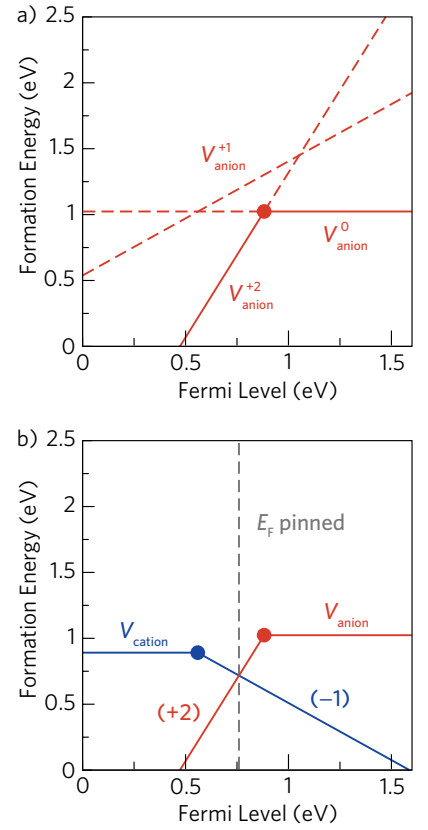 a)
2.5
2
1.5
1
0.5
0
Formation Energy (eV)
V+1anion
V0anion
V+2anion
0
0.5
1
1.5
Fermi Level (eV)
b)
2.5
2
1.5
1
0.5
0
Formation Energy (eV)
EF pinned
Vcation
Vanion
(+2)
(−1)
0
0.5
1
1.5
Fermi Level (eV)